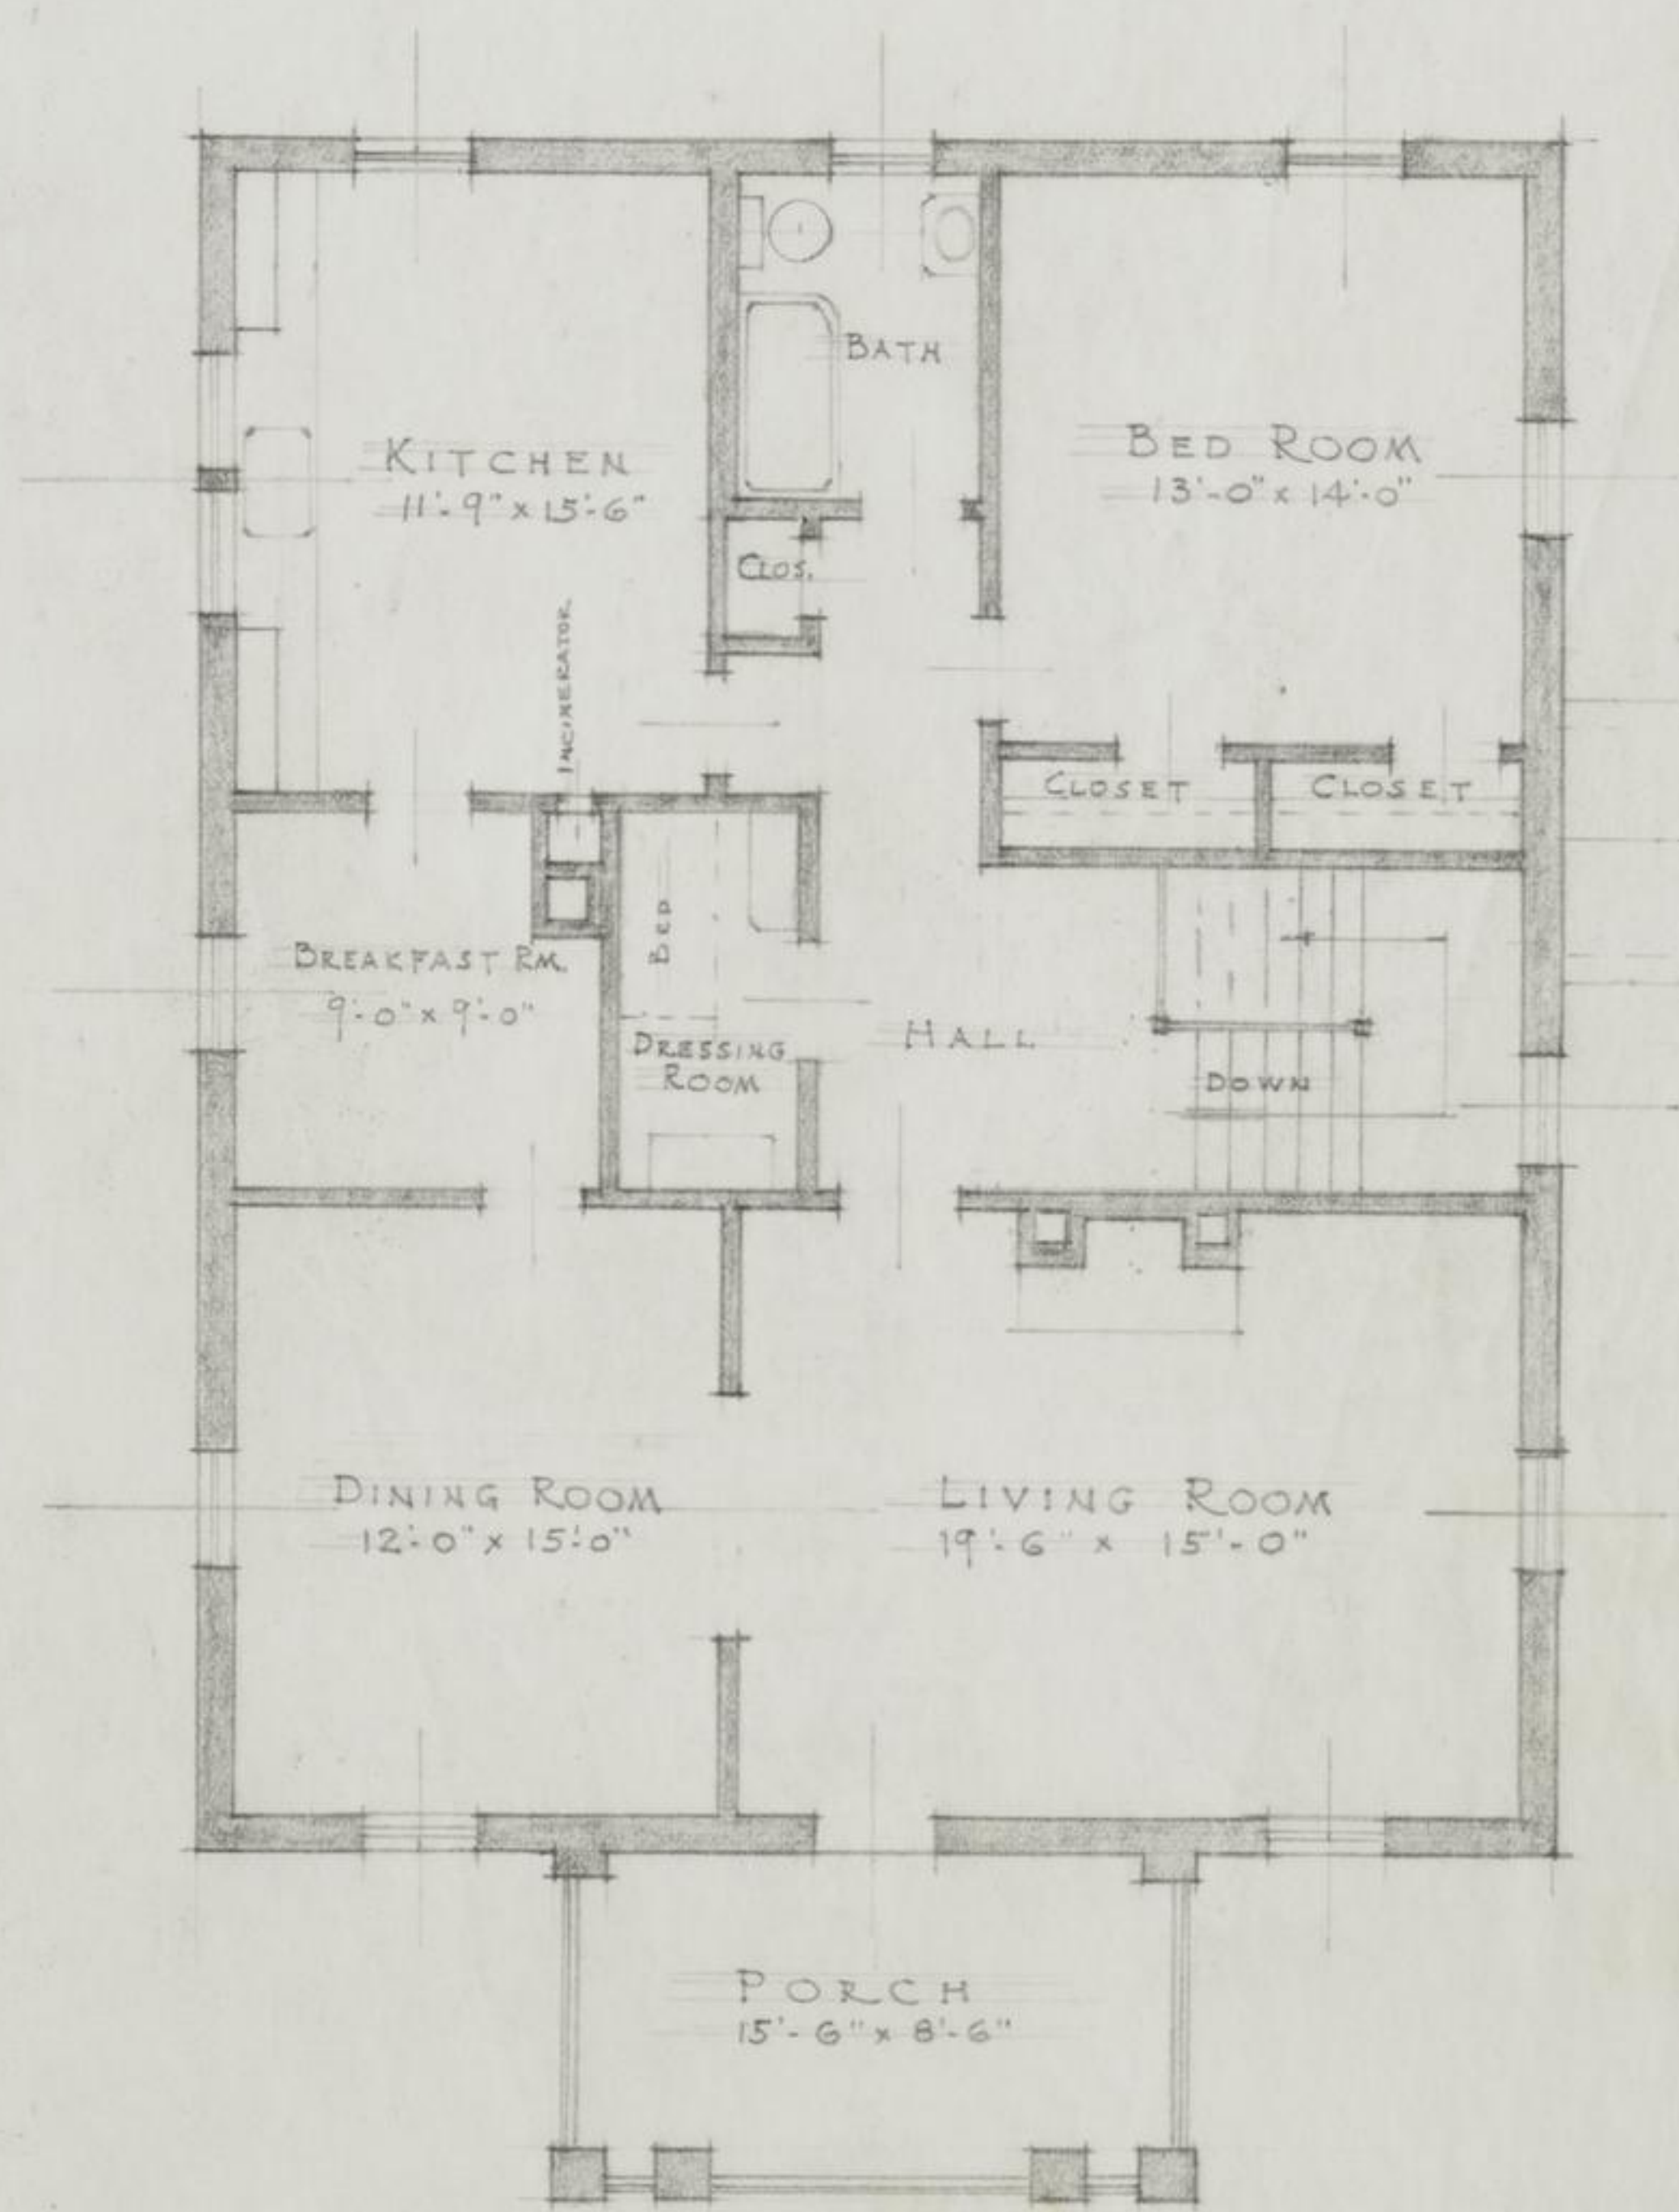 BATH
KITCHEN
11'-9" x 15'-6"
BED ROOM
13'-0" x 14'-0"
CLOS.
INCINERATOR
CLOSET
CLOSET
BED
BREAKFAST RM.
9'-0" x 9'-0"
DRESSING
ROOM
HALL
DOWN
DINING ROOM
12'-0" x 15'-0"
LIVING ROOM
19'-6" x 15'-0"
PORCH
15'-6" x 8'-6"